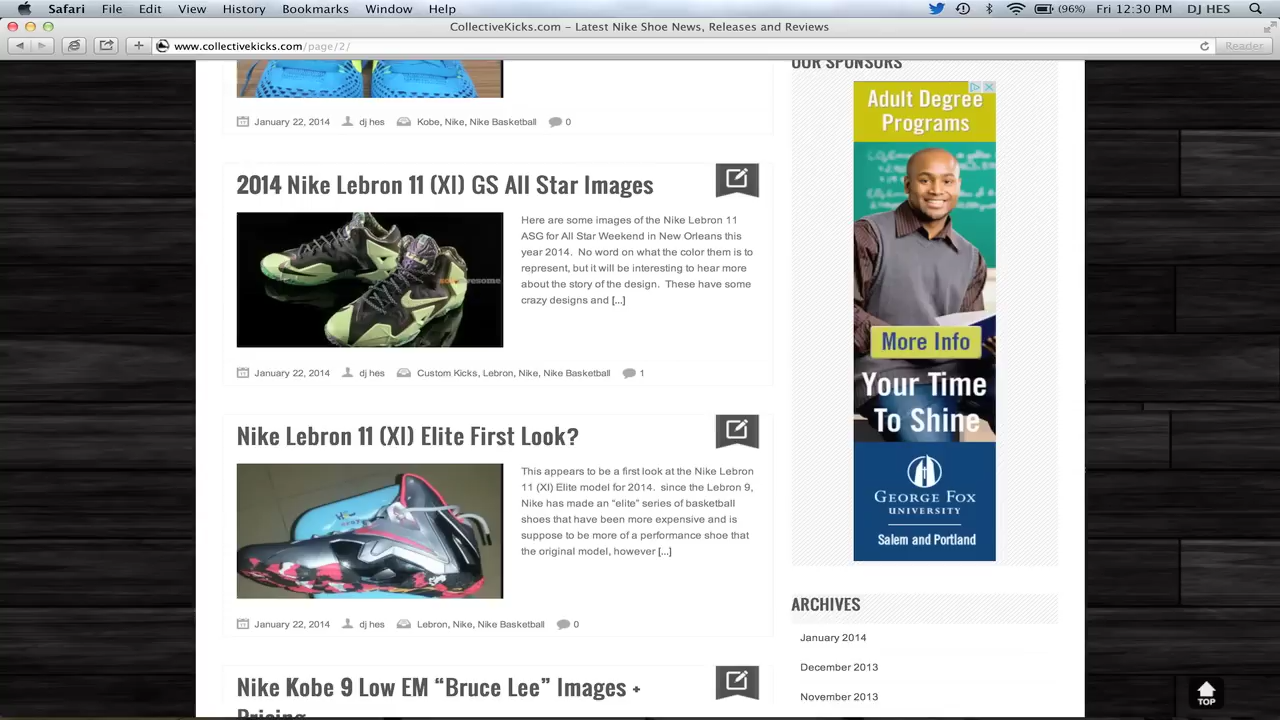 Safari File Edit View History Bookmarks Window Help (96%) Fri 12:30 PM DJ HES
CollectiveKicks.com – Latest Nike Shoe News, Releases and Reviews
www.collectivekicks.com/page/2/ Reader
January 22, 2014 dj hes Kobe, Nike, Nike Basketball 0
2014 Nike Lebron 11 (XI) GS All Star Images
Here are some images of the Nike Lebron 11
ASG for All Star Weekend in New Orleans this
year 2014. No word on what the color them is to
represent, but it will be interesting to hear more
about the story of the design. These have some
crazy designs and [...]
January 22, 2014 dj hes Custom Kicks, Lebron, Nike, Nike Basketball 1
Nike Lebron 11 (XI) Elite First Look?
This appears to be a first look at the Nike Lebron
11 (XI) Elite model for 2014. since the Lebron 9,
Nike has made an “elite” series of basketball
shoes that have been more expensive and is
suppose to be more of a performance shoe that
the original model, however [...]
January 22, 2014 dj hes Lebron, Nike, Nike Basketball 0
Nike Kobe 9 Low EM “Bruce Lee” Images +
Pricing
OUR SPONSORS
Adult Degree
Programs
More Info
Your Time
To Shine
GEORGE FOX
UNIVERSITY
Salem and Portland
ARCHIVES
January 2014
December 2013
November 2013
TOP